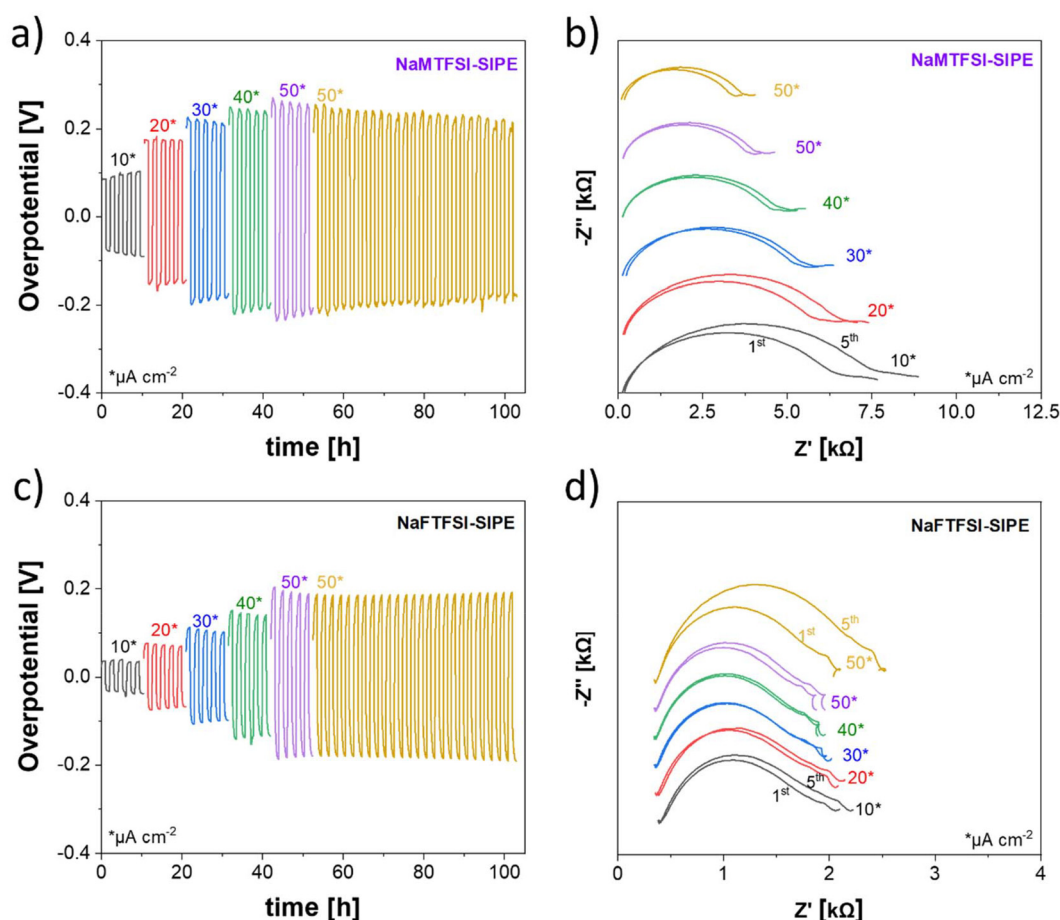 a)
NaMTFSI-SIPE
0.4
0.2
0.0
-0.2
-0.4
Overpotential [V]
10*
20*
30*
40*
50*
50*
*µA cm-2
0 20 40 60 80 100
time [h]
b)
NaMTFSI-SIPE
-Z'' [kΩ]
50*
50*
40*
30*
20*
5th
1st
10*
*µA cm-2
0.0 2.5 5.0 7.5 10.0 12.5
Z' [kΩ]
c)
NaFTFSI-SIPE
0.4
0.2
0.0
-0.2
-0.4
Overpotential [V]
10*
20*
30*
40*
50*
50*
*µA cm-2
0 20 40 60 80 100
time [h]
d)
NaFTFSI-SIPE
-Z'' [kΩ]
5th
1st
50*
50*
40*
30*
20*
5th
1st
10*
*µA cm-2
0 1 2 3 4
Z' [kΩ]